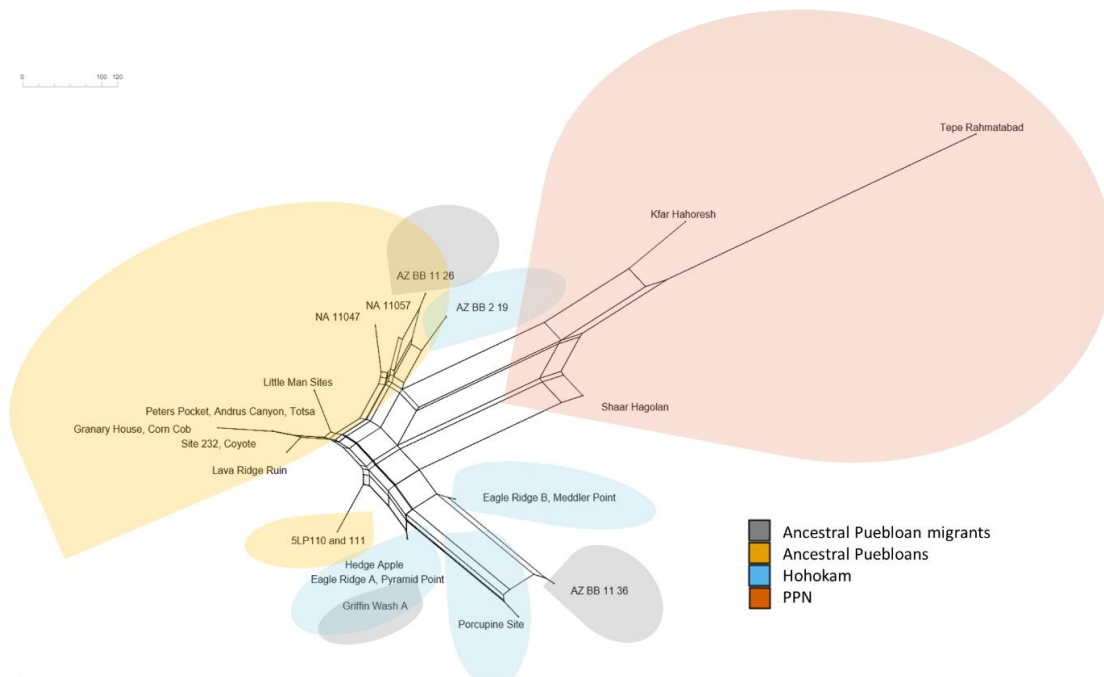 0 100 120
Tepe Rahmatabad
Kfar Hahoresh
AZ BB 11 26
NA 11057
AZ BB 2 19
NA 11047
Little Man Sites
Shaar Hagolan
Peters Pocket, Andrus Canyon, Totsa
Granary House, Corn Cob
Site 232, Coyote
Lava Ridge Ruin
Eagle Ridge B, Meddler Point
5LP110 and 111
Hedge Apple
Eagle Ridge A, Pyramid Point
Griffin Wash A
AZ BB 11 36
Porcupine Site
Ancestral Puebloan migrants
Ancestral Puebloans
Hohokam
PPN